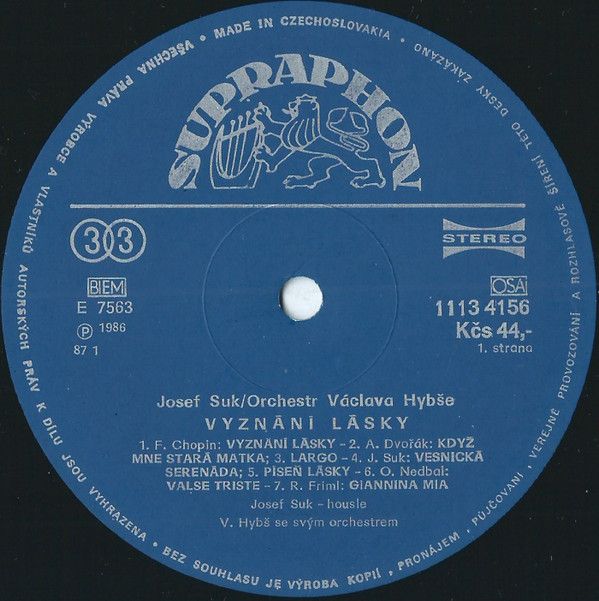 VŠECHNA PRÁVA VÝROBCE A VLASTNÍKŮ AUTORSKÝCH PRÁV K DÍLU JSOU VYHRAZENA • BEZ SOUHLASU JE VÝROBA KOPIÍ, PRONÁJEM, PŮJČOVÁNÍ, VEREJNÉ PROVOZOVÁNÍ A ROZHLASOVÉ ŠÍŘENÍ TÉTO DESKY ZAKÁZÁNO • MADE IN CZECHOSLOVAKIA •
SUPRAPHON
33
STEREO
BIEM
E 7563
Ⓟ 1986
87 1
OSA
1113 4156
Kčs 44,-
1. strana
Josef Suk/Orchestr Václava Hybše
VYZNÁNÍ LÁSKY
1. F. Chopin: VYZNÁNÍ LÁSKY – 2. A. Dvořák: KDYŽ
MNE STARÁ MATKA; 3. LARGO – 4. J. Suk: VESNICKÁ
SERENÁDA; 5. PÍSEŇ LÁSKY – 6. O. Nedbal:
VALSE TRISTE – 7. R. Friml: GIANNINA MIA
Josef Suk – housle
V. Hybš se svým orchestrem